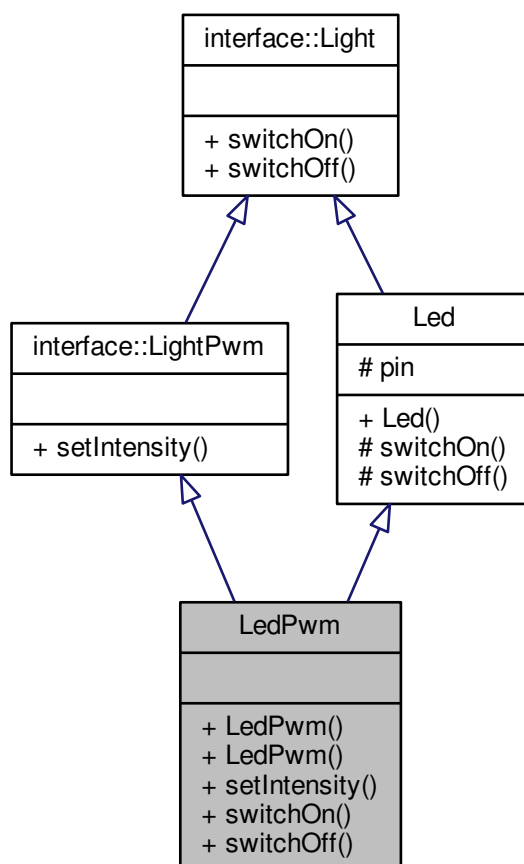 interface::Light
+ switchOn()
+ switchOff()
interface::LightPwm
+ setIntensity()
Led
# pin
+ Led()
# switchOn()
# switchOff()
LedPwm
+ LedPwm()
+ LedPwm()
+ setIntensity()
+ switchOn()
+ switchOff()